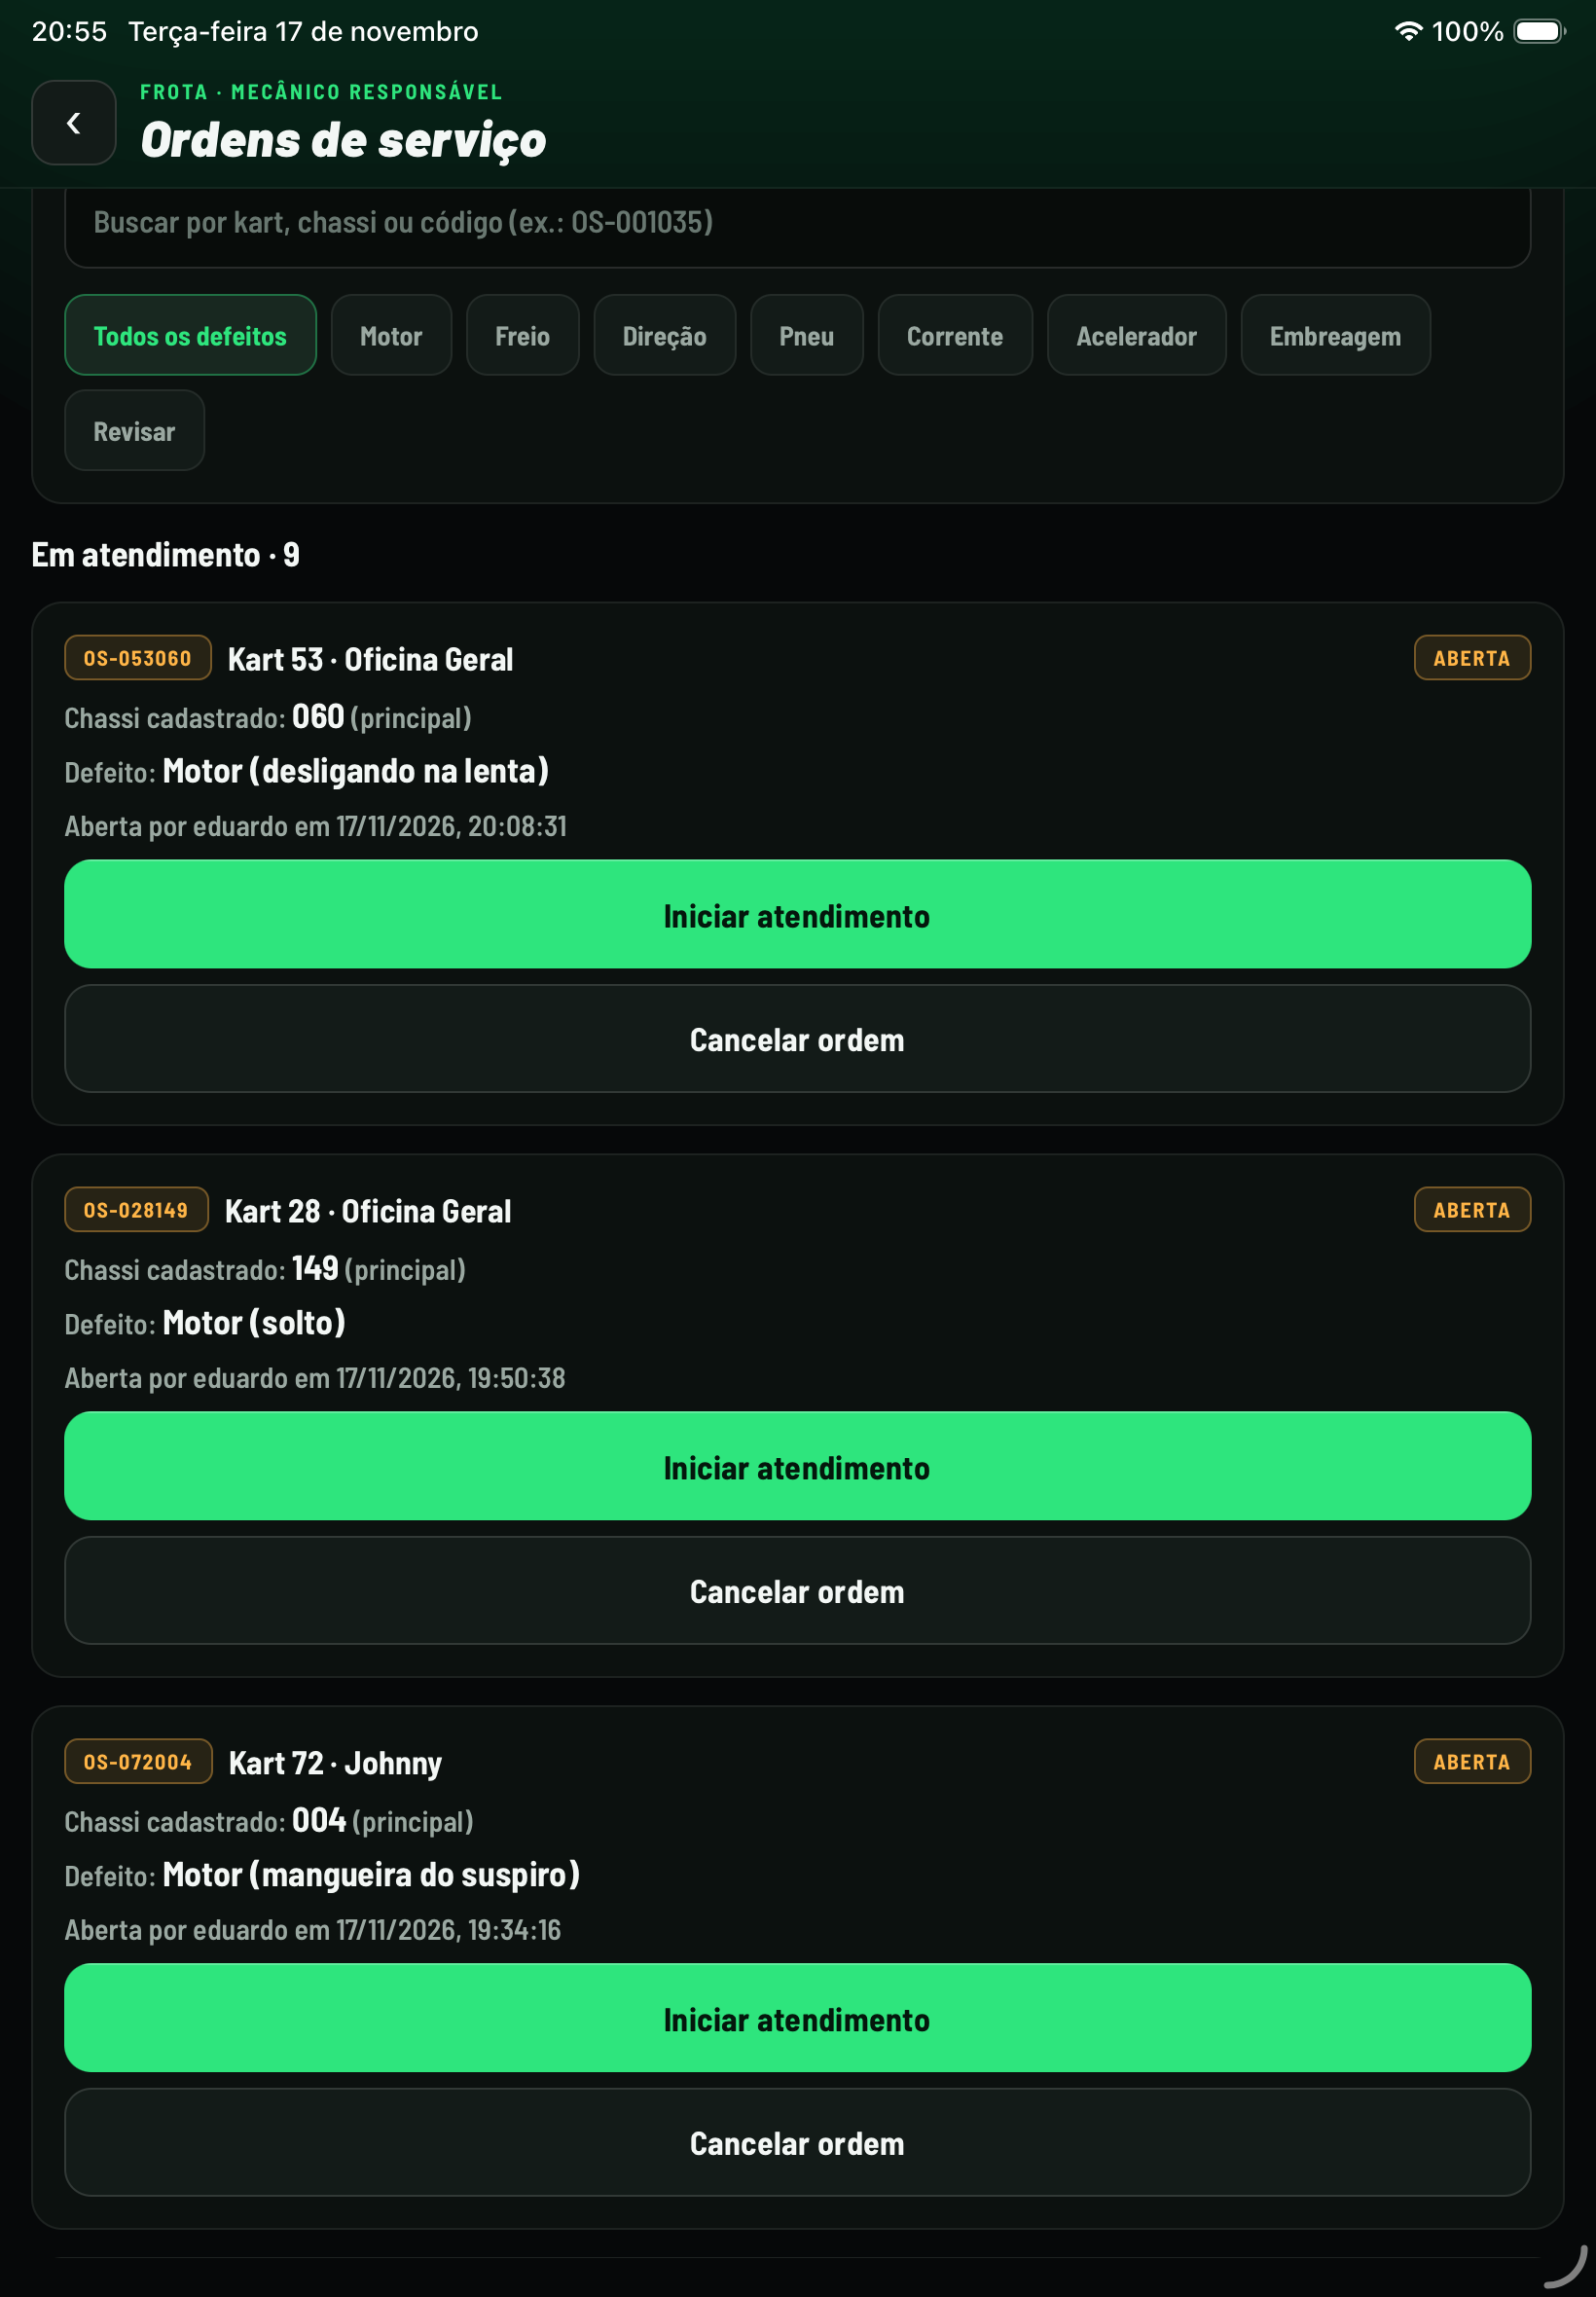 20:55 Terça-feira 17 de novembro 100%
FROTA · MECÂNICO RESPONSÁVEL
Ordens de serviço
Buscar por kart, chassi ou código (ex.: OS-001035)
Todos os defeitos Motor Freio Direção Pneu Corrente Acelerador Embreagem
Revisar
Em atendimento · 9
OS-053060 Kart 53 · Oficina Geral ABERTA
Chassi cadastrado: 060 (principal)
Defeito: Motor (desligando na lenta)
Aberta por eduardo em 17/11/2026, 20:08:31
Iniciar atendimento
Cancelar ordem
OS-028149 Kart 28 · Oficina Geral ABERTA
Chassi cadastrado: 149 (principal)
Defeito: Motor (solto)
Aberta por eduardo em 17/11/2026, 19:50:38
Iniciar atendimento
Cancelar ordem
OS-072004 Kart 72 · Johnny ABERTA
Chassi cadastrado: 004 (principal)
Defeito: Motor (mangueira do suspiro)
Aberta por eduardo em 17/11/2026, 19:34:16
Iniciar atendimento
Cancelar ordem